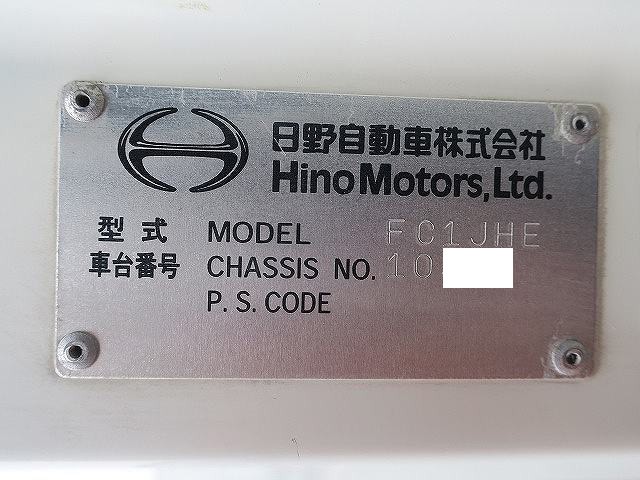 日野自動車株式会社
Hino Motors, Ltd.
型式 MODEL FC1JHE
車台番号 CHASSIS NO. 10
P.S.CODE